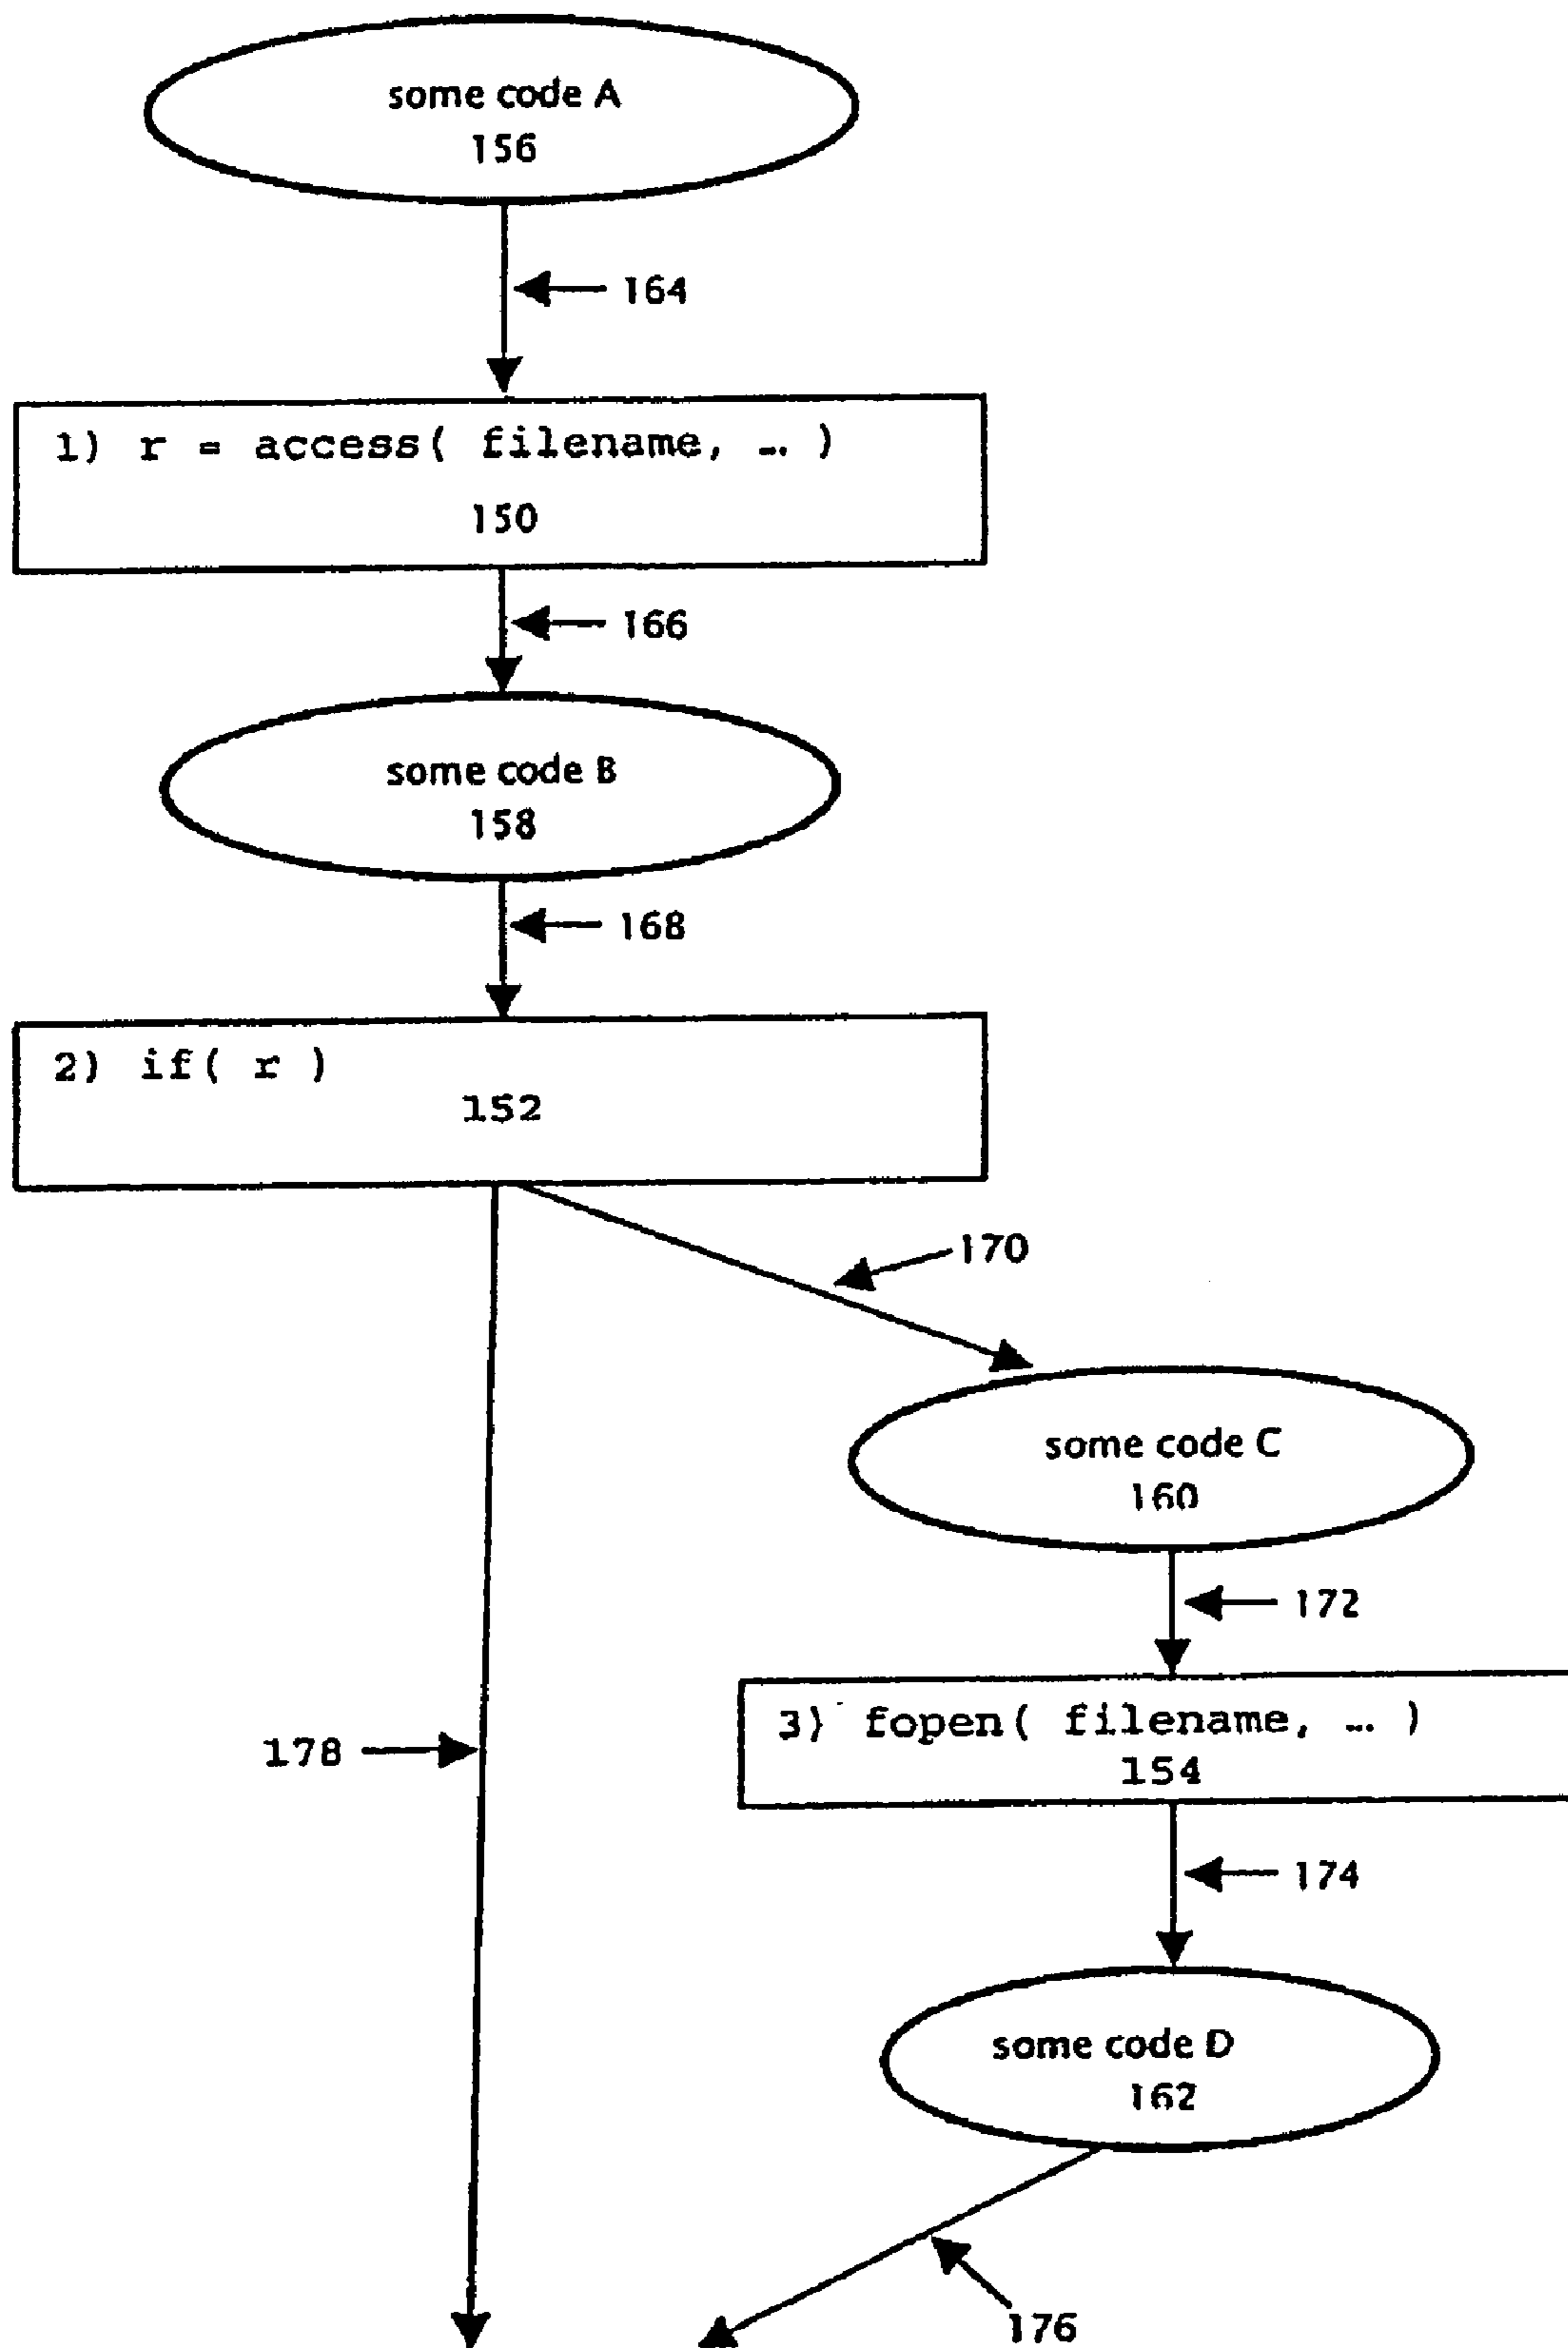 some code A
156
164
1) r = access( filename, … )
150
166
some code B
158
168
2) if( r )
152
170
some code C
160
172
3) fopen( filename, … )
154
178
174
some code D
162
176